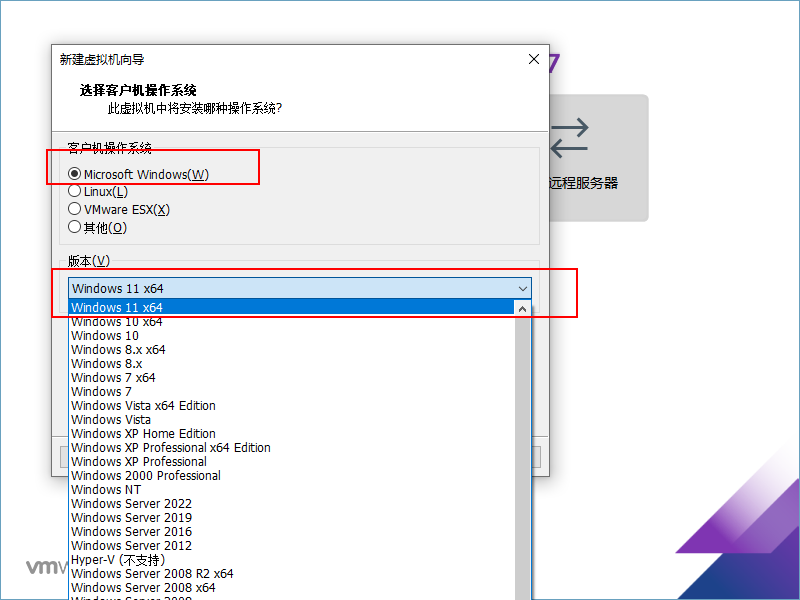 新建虚拟机向导
7
选择客户机操作系统
此虚拟机中将安装哪种操作系统?
客户机操作系统
Microsoft Windows(W)
Linux(L)
VMware ESX(X)
其他(O)
远程服务器
版本(V)
Windows 11 x64
Windows 11 x64
Windows 10 x64
Windows 10
Windows 8.x x64
Windows 8.x
Windows 7 x64
Windows 7
Windows Vista x64 Edition
Windows Vista
Windows XP Home Edition
Windows XP Professional x64 Edition
Windows XP Professional
Windows 2000 Professional
Windows NT
Windows Server 2022
Windows Server 2019
Windows Server 2016
Windows Server 2012
Hyper-V (不支持)
vmw
Windows Server 2008 R2 x64
Windows Server 2008 x64
Windows Server 2008